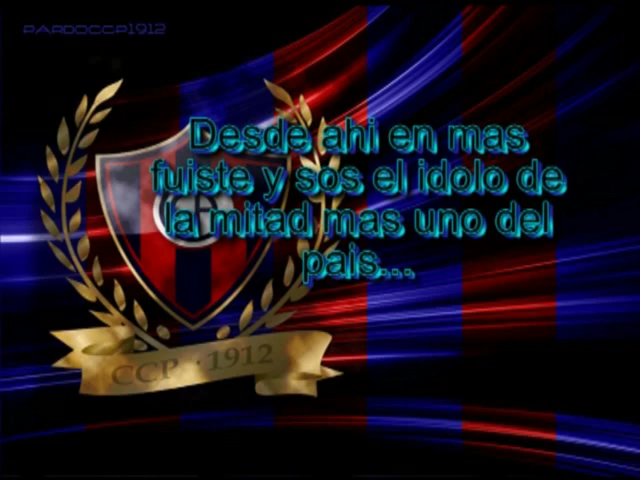 PARDOCCP1912
Desde ahi en mas
fuiste y sos el idolo de
la mitad mas uno del
pais...
CCP · 1912